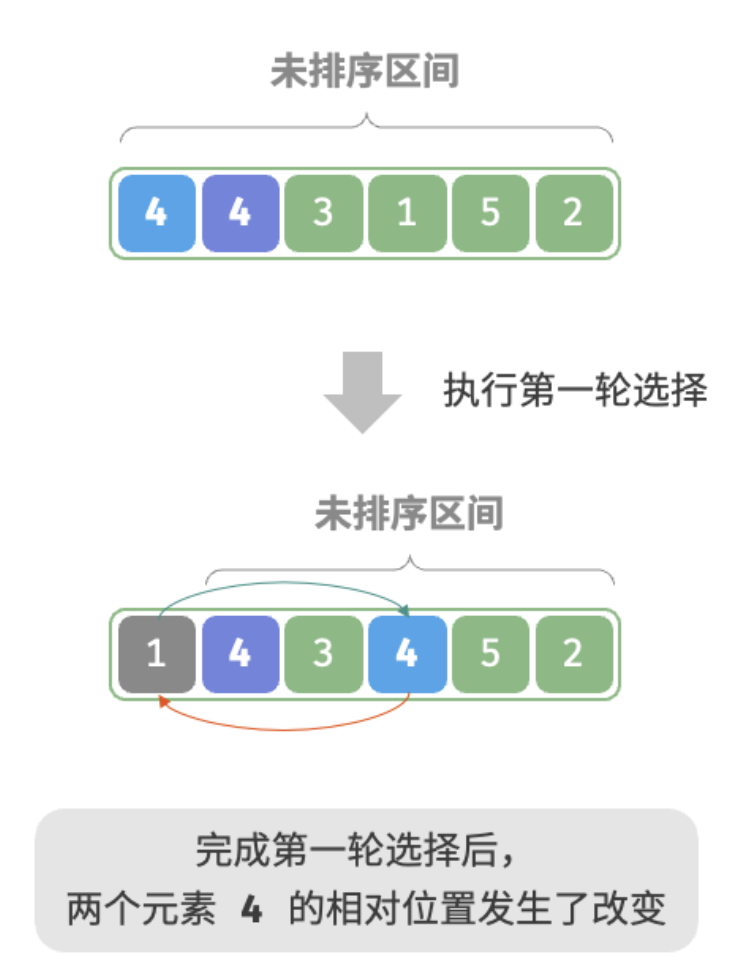 未排序区间
4 4 3 1 5 2
执行第一轮选择
未排序区间
1 4 3 4 5 2
完成第一轮选择后，
两个元素 4 的相对位置发生了改变